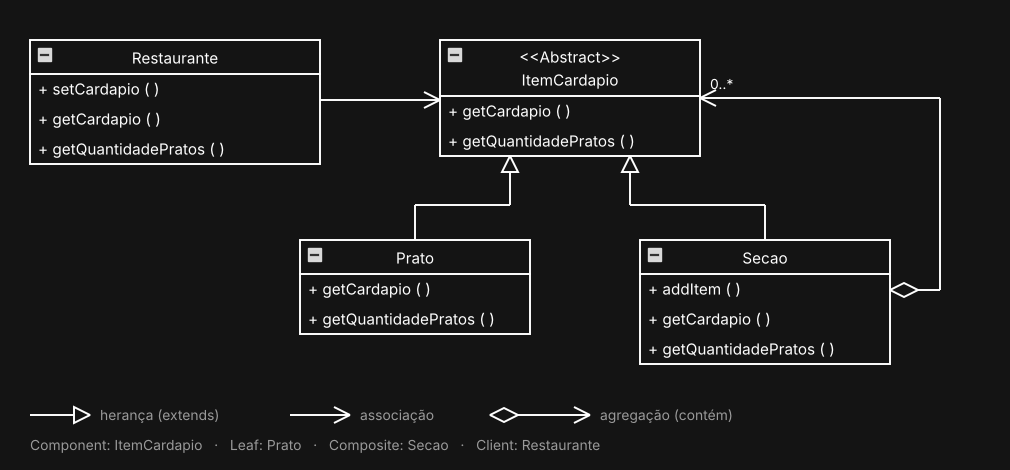 Restaurante
+ setCardapio ( )
+ getCardapio ( )
+ getQuantidadePratos ( )
<<Abstract>>
ItemCardapio
+ getCardapio ( )
+ getQuantidadePratos ( )
0..*
Prato
+ getCardapio ( )
+ getQuantidadePratos ( )
Secao
+ addItem ( )
+ getCardapio ( )
+ getQuantidadePratos ( )
herança (extends)
associação
agregação (contém)
Component: ItemCardapio · Leaf: Prato · Composite: Secao · Client: Restaurante